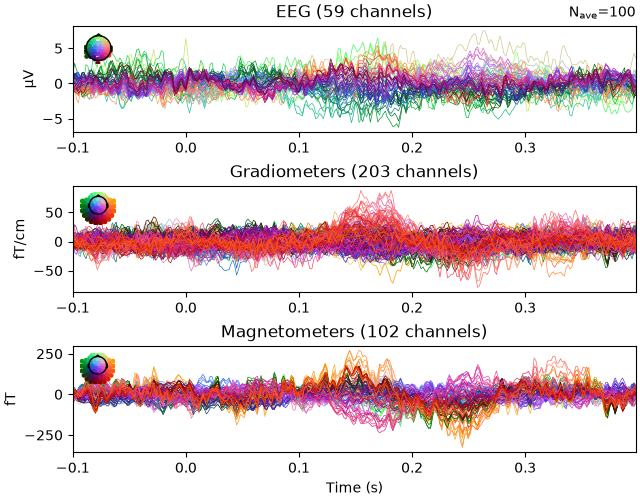 EEG (59 channels)
Nave=100
µV
5
0
−5
−0.1 0.0 0.1 0.2 0.3
Gradiometers (203 channels)
fT/cm
50
0
−50
−0.1 0.0 0.1 0.2 0.3
Magnetometers (102 channels)
fT
250
0
−250
−0.1 0.0 0.1 0.2 0.3
Time (s)